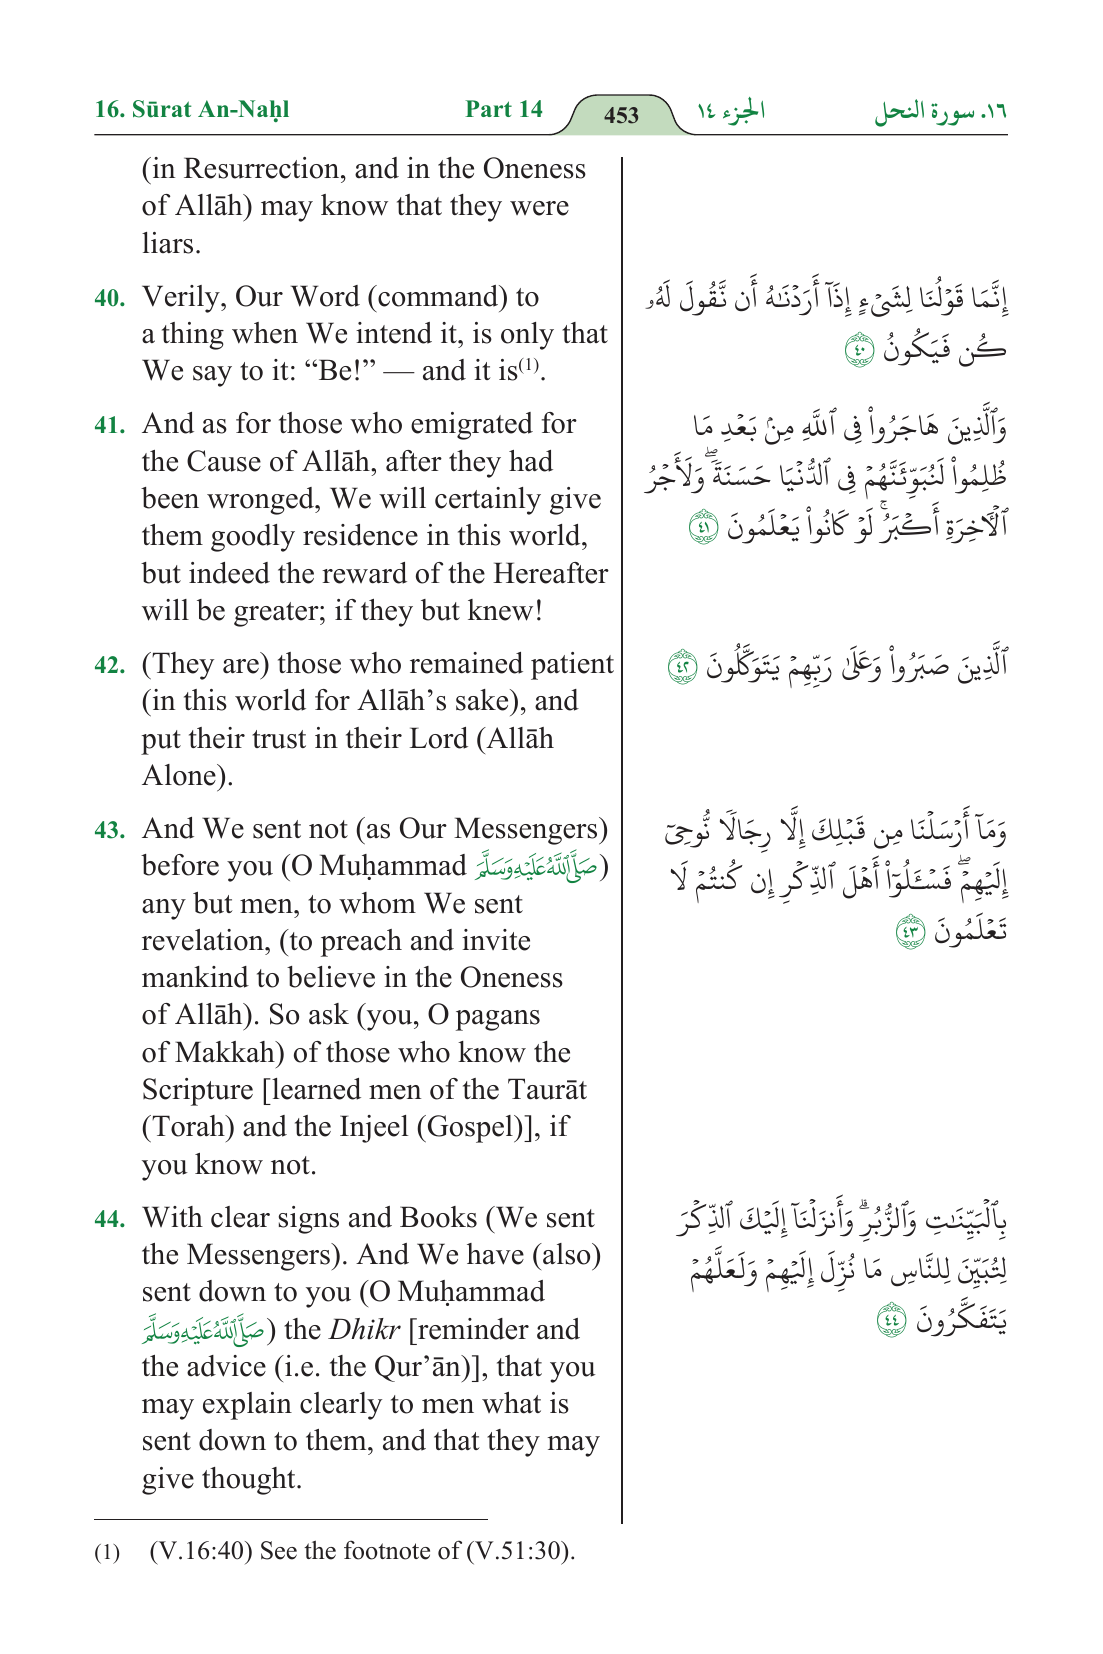 16. Sūrat An-Naḥl Part 14 453 الجزء ١٤ ١٦. سورة النحل
(in Resurrection, and in the Oneness
of Allāh) may know that they were
liars.
40. Verily, Our Word (command) to
a thing when We intend it, is only that
We say to it: “Be!” — and it is(1).
41. And as for those who emigrated for
the Cause of Allāh, after they had
been wronged, We will certainly give
them goodly residence in this world,
but indeed the reward of the Hereafter
will be greater; if they but knew!
42. (They are) those who remained patient
(in this world for Allāh’s sake), and
put their trust in their Lord (Allāh
Alone).
43. And We sent not (as Our Messengers)
before you (O Muḥammad صَلَّى اللَّهُ عَلَيْهِ وَسَلَّمَ)
any but men, to whom We sent
revelation, (to preach and invite
mankind to believe in the Oneness
of Allāh). So ask (you, O pagans
of Makkah) of those who know the
Scripture [learned men of the Taurāt
(Torah) and the Injeel (Gospel)], if
you know not.
44. With clear signs and Books (We sent
the Messengers). And We have (also)
sent down to you (O Muḥammad
صَلَّى اللَّهُ عَلَيْهِ وَسَلَّمَ) the Dhikr [reminder and
the advice (i.e. the Qur’ān)], that you
may explain clearly to men what is
sent down to them, and that they may
give thought.
إِنَّمَا قَوۡلُنَا لِشَيۡءٍ إِذَآ أَرَدۡنَٰهُ أَن نَّقُولَ لَهُۥ
كُن فَيَكُونُ ٤٠
وَٱلَّذِينَ هَاجَرُواْ فِي ٱللَّهِ مِنۢ بَعۡدِ مَا
ظُلِمُواْ لَنُبَوِّئَنَّهُمۡ فِي ٱلدُّنۡيَا حَسَنَةٗۖ وَلَأَجۡرُ
ٱلۡأٓخِرَةِ أَكۡبَرُۚ لَوۡ كَانُواْ يَعۡلَمُونَ ٤١
ٱلَّذِينَ صَبَرُواْ وَعَلَىٰ رَبِّهِمۡ يَتَوَكَّلُونَ ٤٢
وَمَآ أَرۡسَلۡنَا مِن قَبۡلِكَ إِلَّا رِجَالٗا نُّوحِيٓ
إِلَيۡهِمۡۖ فَسۡـَٔلُوٓاْ أَهۡلَ ٱلذِّكۡرِ إِن كُنتُمۡ لَا
تَعۡلَمُونَ ٤٣
بِٱلۡبَيِّنَٰتِ وَٱلزُّبُرِۗ وَأَنزَلۡنَآ إِلَيۡكَ ٱلذِّكۡرَ
لِتُبَيِّنَ لِلنَّاسِ مَا نُزِّلَ إِلَيۡهِمۡ وَلَعَلَّهُمۡ
يَتَفَكَّرُونَ ٤٤
(1) (V.16:40) See the footnote of (V.51:30).